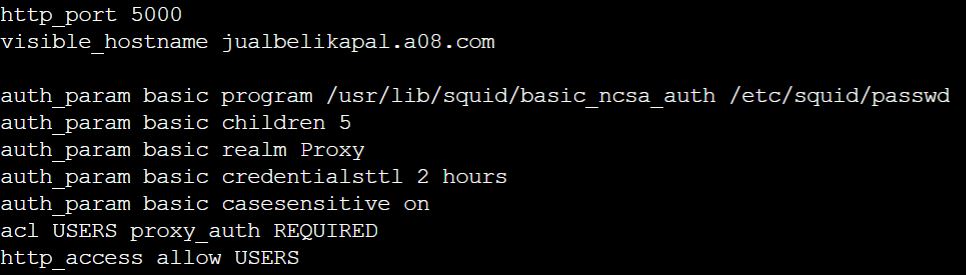 http_port 5000
visible_hostname jualbelikapal.a08.com
auth_param basic program /usr/lib/squid/basic_ncsa_auth /etc/squid/passwd
auth_param basic children 5
auth_param basic realm Proxy
auth_param basic credentialsttl 2 hours
auth_param basic casesensitive on
acl USERS proxy_auth REQUIRED
http_access allow USERS